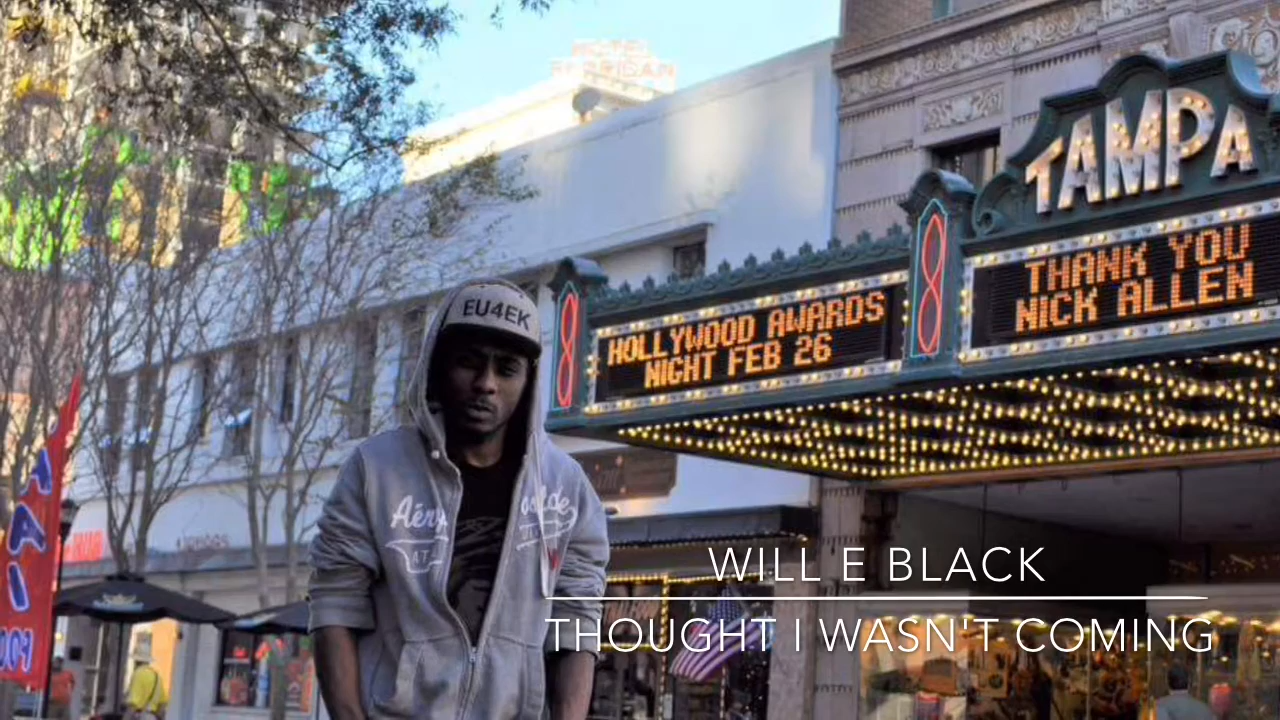 TAMPA
THANK YOU
NICK ALLEN
HOLLYWOOD AWARDS
NIGHT FEB 26
EU4EK
WILL E BLACK
THOUGHT I WASN'T COMING